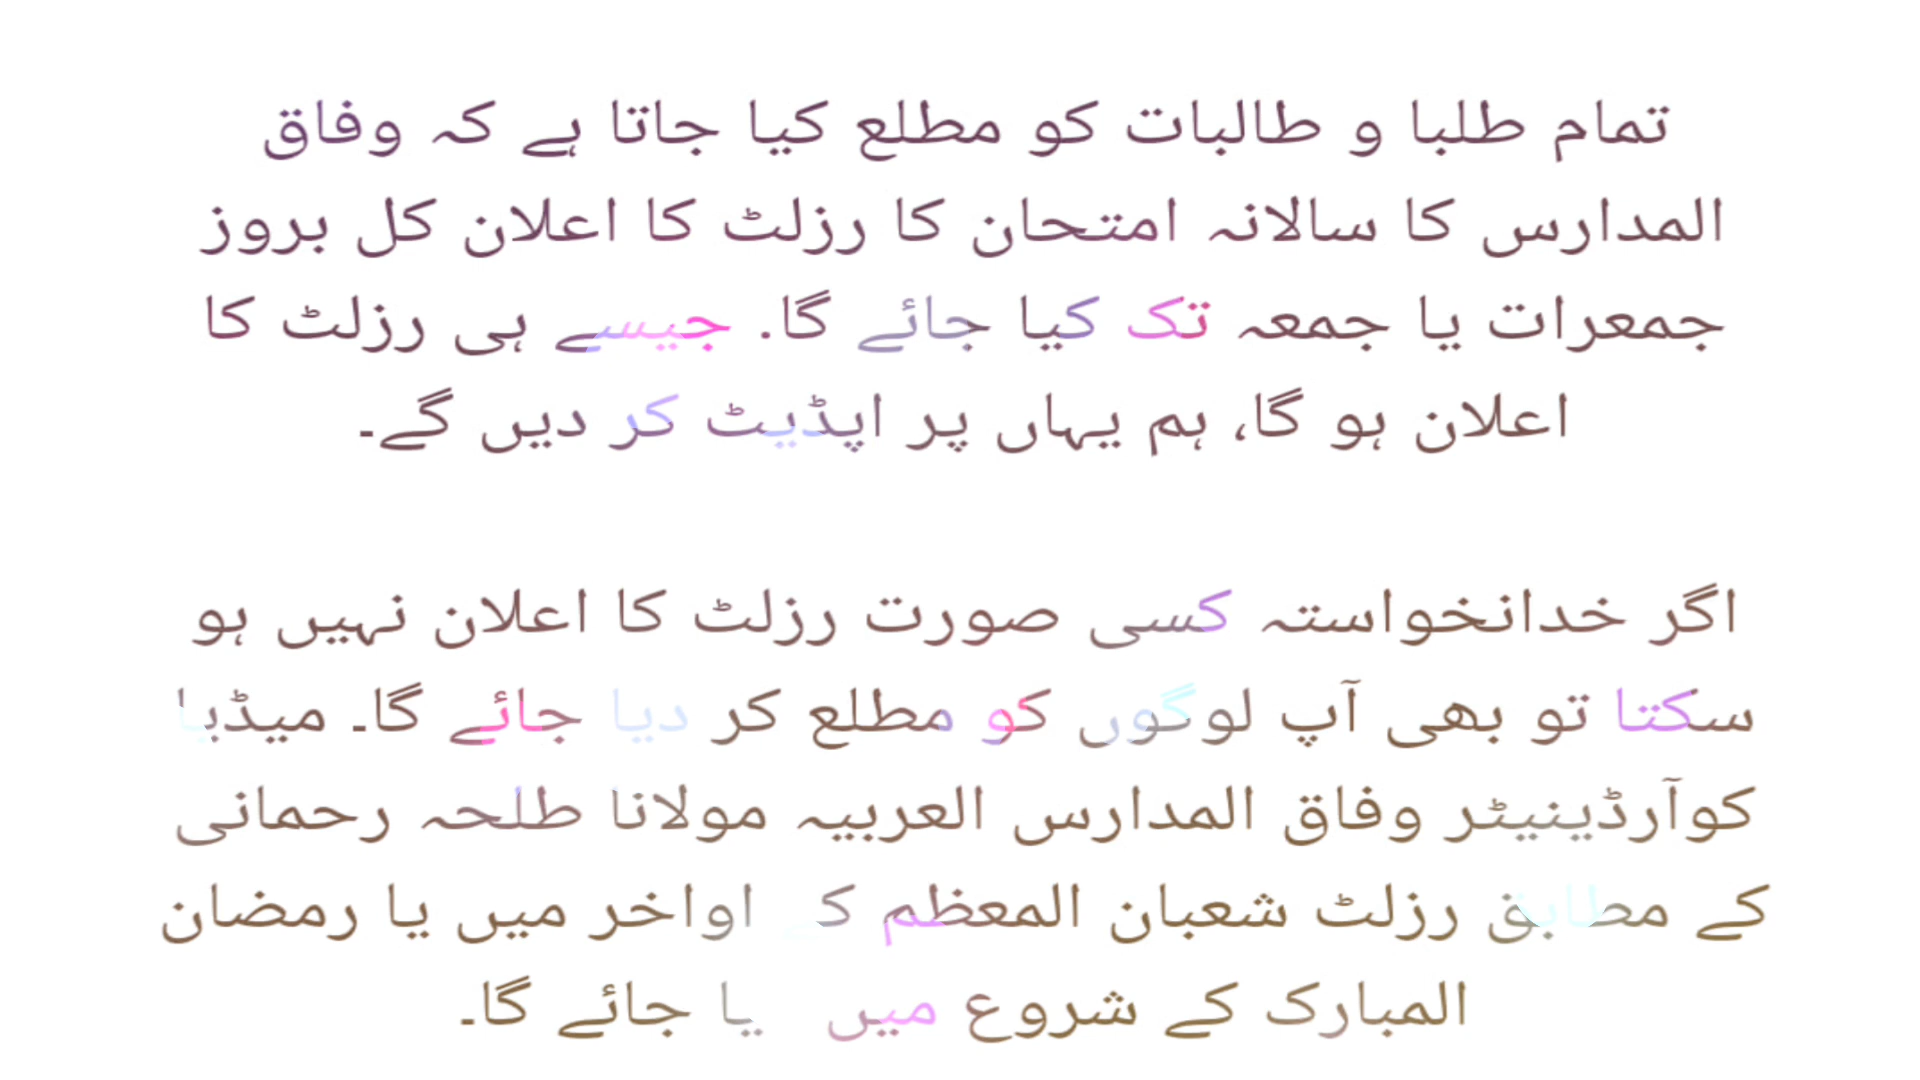 تمام طلبا و طالبات کو مطلع کیا جاتا ہے کہ وفاق
المدارس کا سالانہ امتحان کا رزلٹ کا اعلان کل بروز
جمعرات یا جمعہ تک کیا جائے گا. جیسے ہی رزلٹ کا
اعلان ہو گا، ہم یہاں پر اپڈیٹ کر دیں گے۔
اگر خدانخواستہ کسی صورت رزلٹ کا اعلان نہیں ہو
سکتا تو بھی آپ لوگوں کو مطلع کر دیا جائے گا۔ میڈیا
کوآرڈینیٹر وفاق المدارس العربیہ مولانا طلحہ رحمانی
کے مطابق رزلٹ شعبان المعظم کے اواخر میں یا رمضان
المبارک کے شروع میں یا جائے گا۔